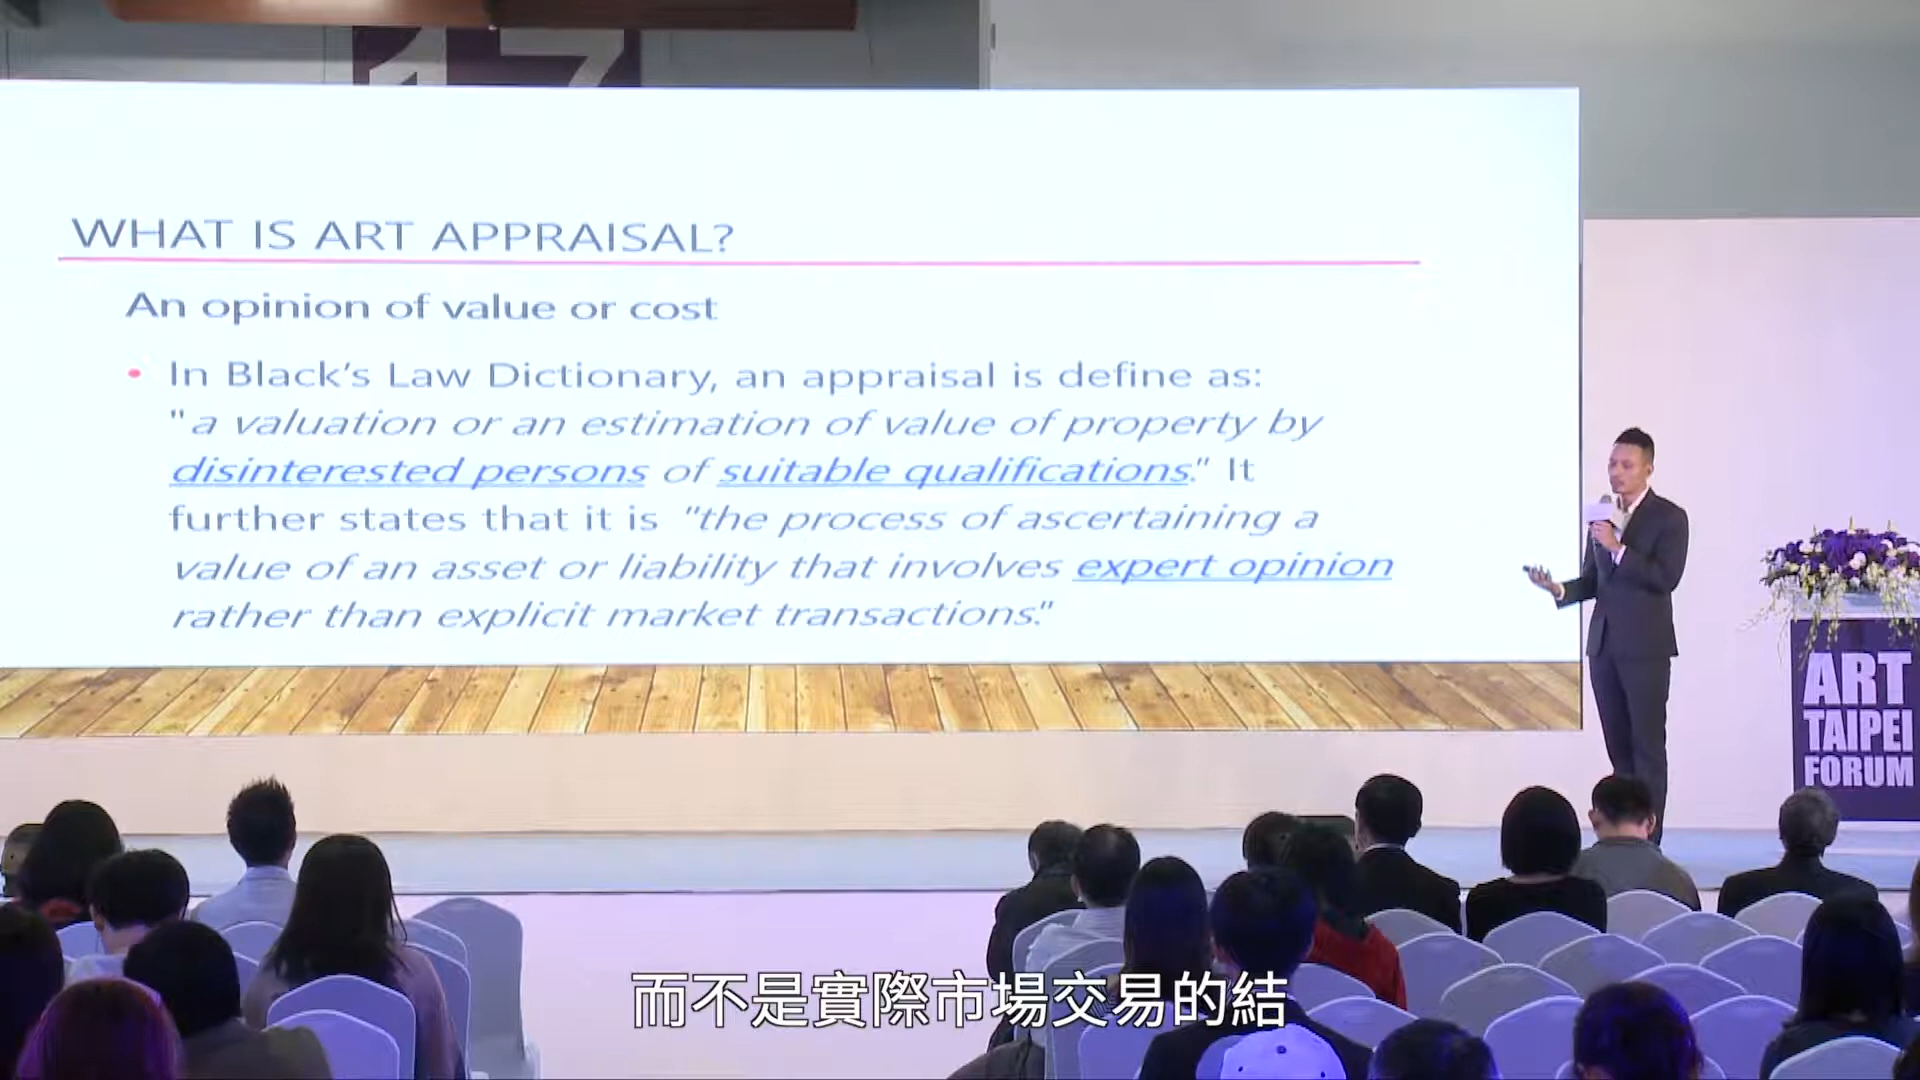 17
WHAT IS ART APPRAISAL?
An opinion of value or cost
• In Black's Law Dictionary, an appraisal is define as:
"a valuation or an estimation of value of property by
disinterested persons of suitable qualifications." It
further states that it is "the process of ascertaining a
value of an asset or liability that involves expert opinion
rather than explicit market transactions."
ART
TAIPEI
FORUM
而不是實際市場交易的結